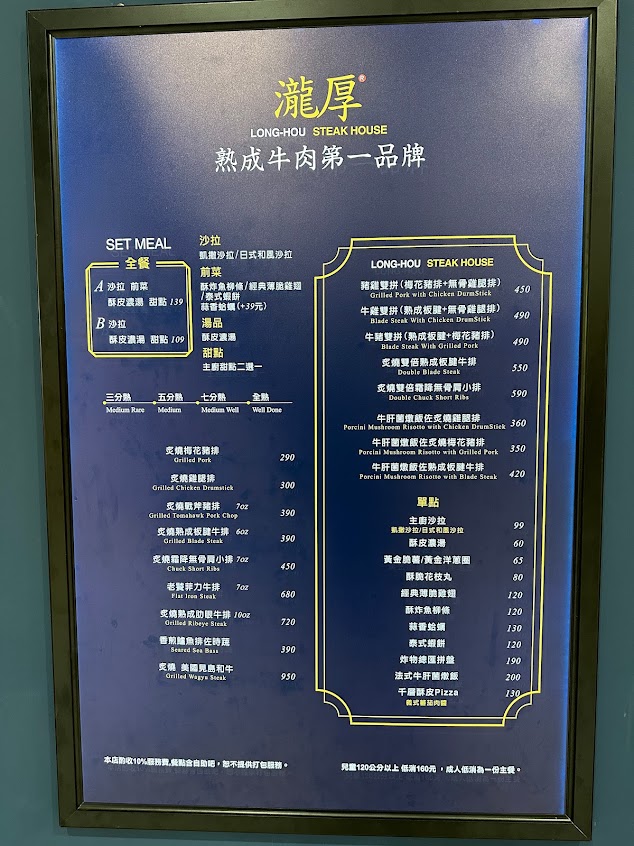 瀧厚®
LONG-HOU STEAK HOUSE
熟成牛肉第一品牌
SET MEAL
全餐
A 沙拉 前菜
酥皮濃湯 甜點 139
B 沙拉
酥皮濃湯 甜點 109
沙拉
凱撒沙拉/日式和風沙拉
前菜
酥炸魚柳條/經典薄脆雞翅
/泰式蝦餅
蒜香蛤蠣(+39元)
湯品
酥皮濃湯
甜點
主廚甜點二選一
三分熟 五分熟 七分熟 全熟
Medium Rare Medium Medium Well Well Done
炙燒梅花豬排
Grilled Pork 290
炙燒雞腿排
Grilled Chicken Drumstick 300
炙燒戰斧豬排 7oz
Grilled Tomahawk Pork Chop 390
炙燒熟成板腱牛排 6oz
Grilled Blade Steak 390
炙燒霜降無骨肩小排 7oz
Chuck Short Ribs 450
老饕菲力牛排 7oz
Flat Iron Steak 680
炙燒熟成肋眼牛排 10oz
Grilled Ribeye Steak 720
香煎鱸魚排佐時蔬
Seared Sea Bass 390
炙燒 美國極黑和牛
Grilled Wagyu Steak 950
LONG-HOU STEAK HOUSE
豬雞雙拼(梅花豬排+無骨雞腿排)
Grilled Pork with Chicken DurmStick 450
牛雞雙拼(熟成板腱+無骨雞腿排)
Blade Steak With Chicken DrumStick 490
牛豬雙拼(熟成板腱+梅花豬排)
Blade Steak With Grilled Pork 490
炙燒雙倍熟成板腱牛排
Double Blade Steak 550
炙燒雙倍霜降無骨肩小排
Double Chuck Short Ribs 590
牛肝菌燉飯佐炙燒雞腿排
Porcini Mushroom Risotto with Chicken DrumStick 360
牛肝菌燉飯佐炙燒梅花豬排
Porcini Mushroom Risotto with Grilled Pork 350
牛肝菌燉飯佐熟成板腱牛排
Porcini Mushroom Risotto with Blade Steak 420
單點
主廚沙拉 99
凱撒沙拉/日式和風沙拉
酥皮濃湯 60
黃金脆薯/黃金洋蔥圈 65
酥脆花枝丸 80
經典薄脆雞翅 120
酥炸魚柳條 120
蒜香蛤蠣 130
泰式蝦餅 120
炸物總匯拼盤 190
法式牛肝菌燉飯 200
千層酥皮Pizza 130
義式蕃茄肉醬
本店酌收10%服務費,餐點含自助吧,恕不提供打包服務。
兒童120公分以上 低消160元,成人低消為一份主餐。